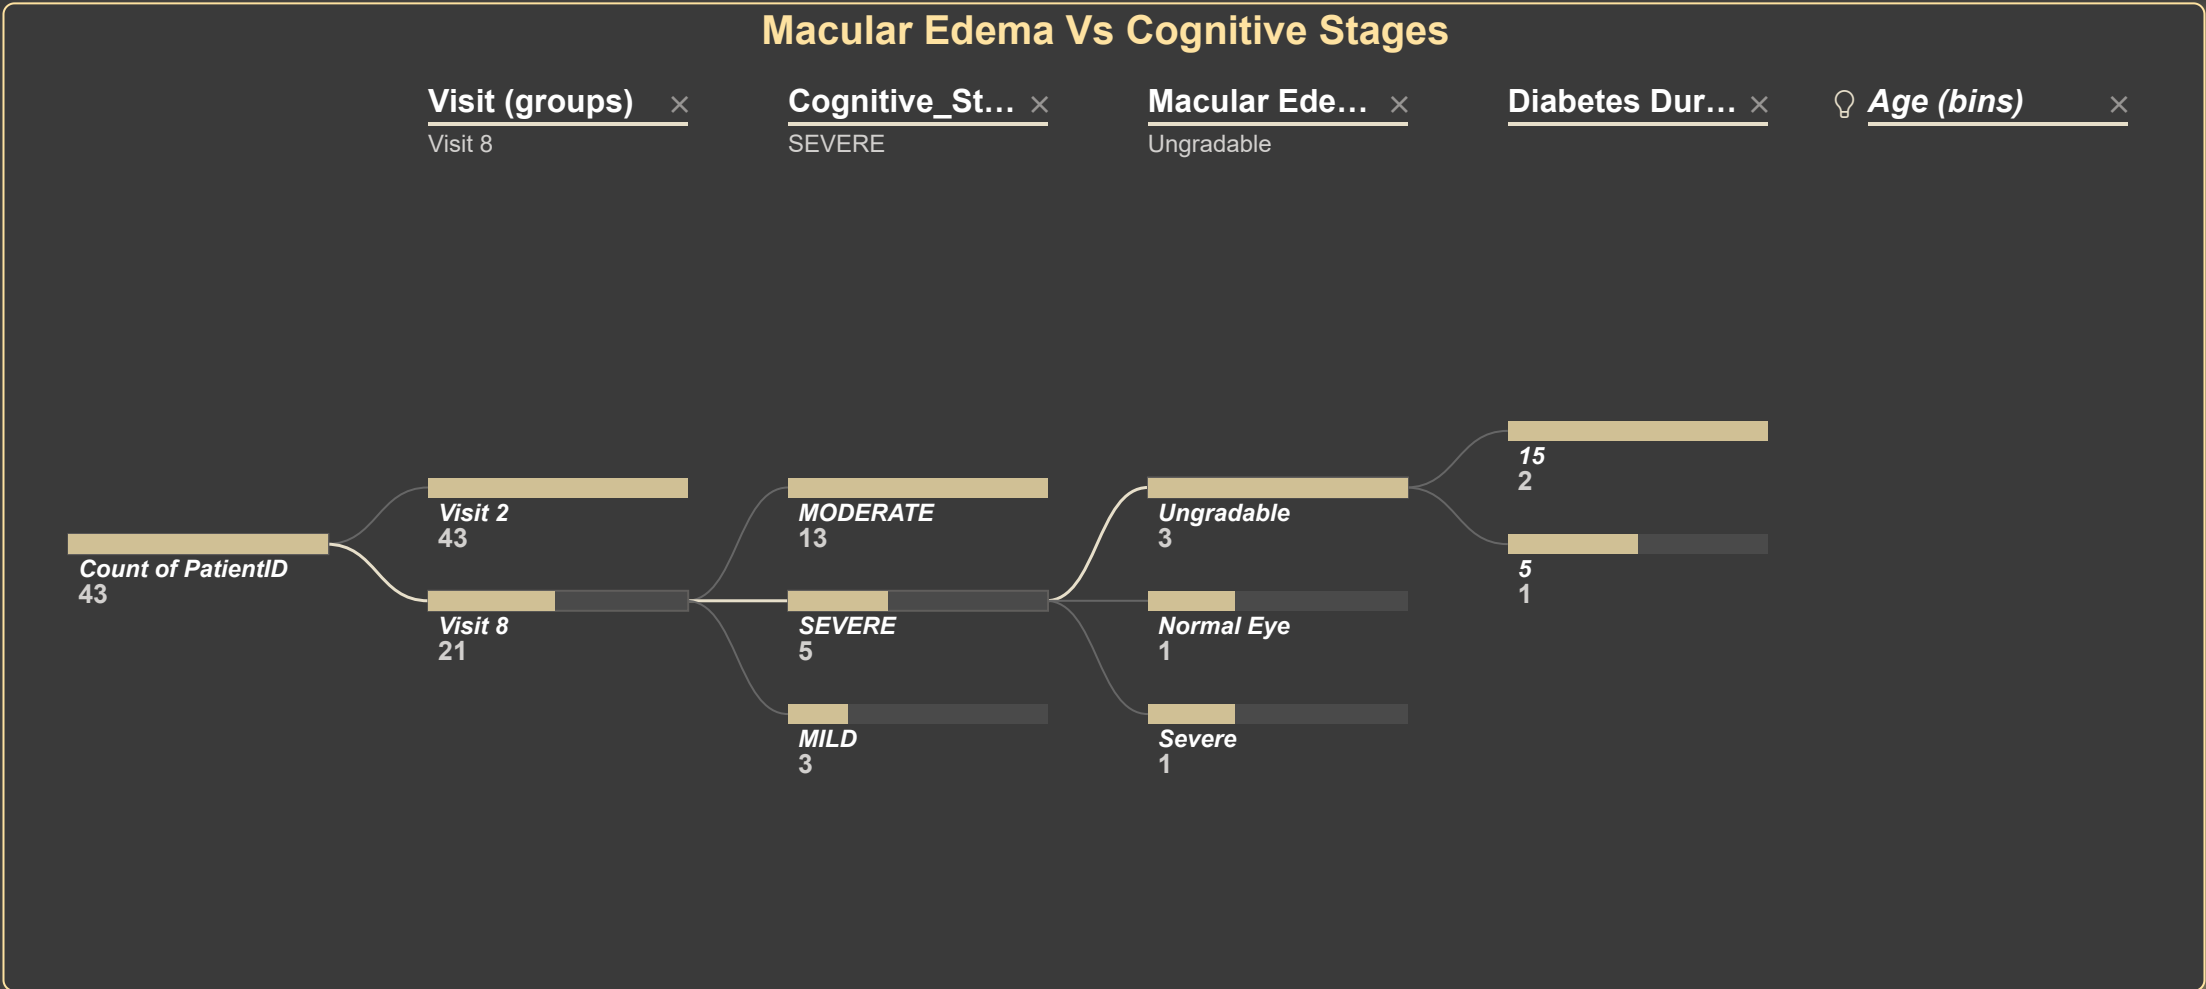 Macular Edema Vs Cognitive Stages
Visit (groups)
Visit 8
Cognitive_St...
SEVERE
Macular Ede...
Ungradable
Diabetes Dur...
Age (bins)
Count of PatientID
43
Visit 2
43
Visit 8
21
MODERATE
13
SEVERE
5
MILD
3
Ungradable
3
Normal Eye
1
Severe
1
15
2
5
1